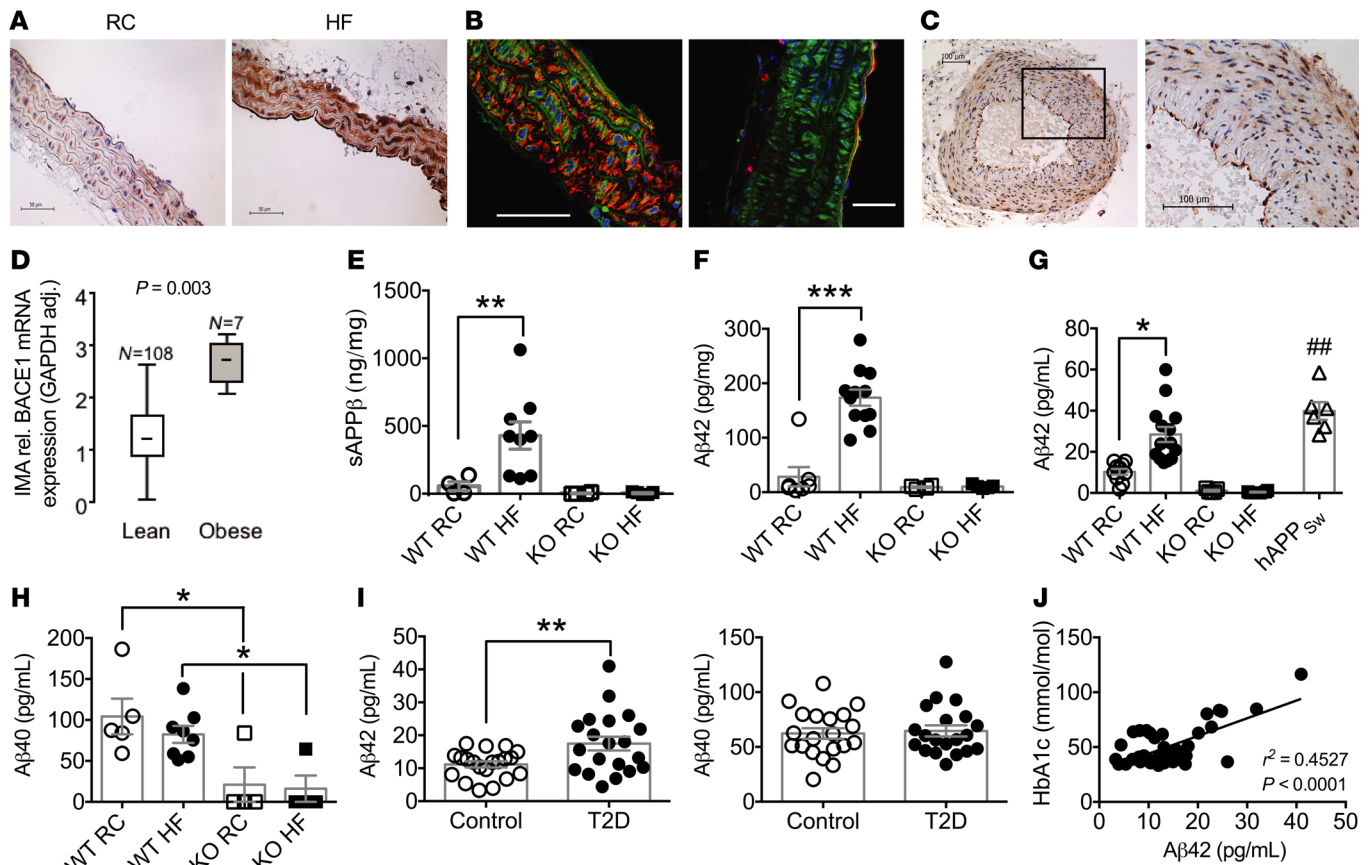 A
RC
HF
B
C
50 µm
50 µm
100 µm
100 µm
D
IMA rel. BACE1 mRNA
expression (GAPDH adj.)
P = 0.003
N=108
N=7
4
3
2
1
0
Lean
Obese
E
sAPPβ (ng/mg)
**
1500
1000
500
0
WT RC
WT HF
KO RC
KO HF
F
Aβ42 (pg/mg)
***
300
200
100
0
WT RC
WT HF
KO RC
KO HF
G
Aβ42 (pg/mL)
*
##
80
60
40
20
0
WT RC
WT HF
KO RC
KO HF
hAPPSw
H
Aβ40 (pg/mL)
*
*
200
150
100
50
0
WT RC
WT HF
KO RC
KO HF
I
Aβ42 (pg/mL)
**
50
40
30
20
10
0
Control
T2D
Aβ40 (pg/mL)
150
100
50
0
Control
T2D
J
HbA1c (mmol/mol)
150
100
50
0
r2 = 0.4527
P < 0.0001
0
10
20
30
40
50
Aβ42 (pg/mL)